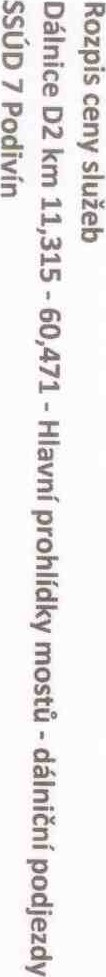 Rozpis ceny služeb
Dálnice D2 km 11,315 - 60,471 - Hlavní prohlídky mostů - dálniční podjezdy
SSÚD 7 Podivín